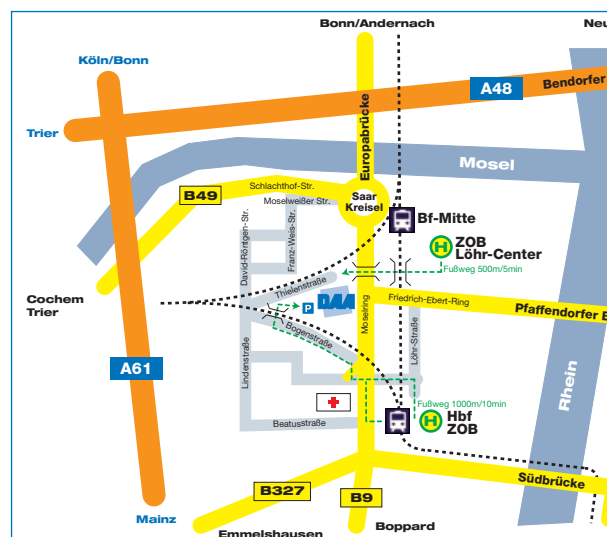 Bonn/Andernach
Neu
Köln/Bonn
A48
Bendorfer
Trier
Europabrücke
Mosel
Schlachthof-Str.
B49
Moselweißer Str.
Saar
Kreisel
Bf-Mitte
David-Röntgen-Str.
Franz-Weis-Str.
H
ZOB
Löhr-Center
Fußweg 500m/5min
Thielenstraße
Cochem
Trier
P
DAA
Moselring
Friedrich-Ebert-Ring
Pfaffendorfer B
Bogenstraße
Löhr-Straße
Lindenstraße
A61
Rhein
Fußweg 1000m/10min
Beatusstraße
H
Hbf
ZOB
Südbrücke
B327
B9
Mainz
Emmelshausen
Boppard